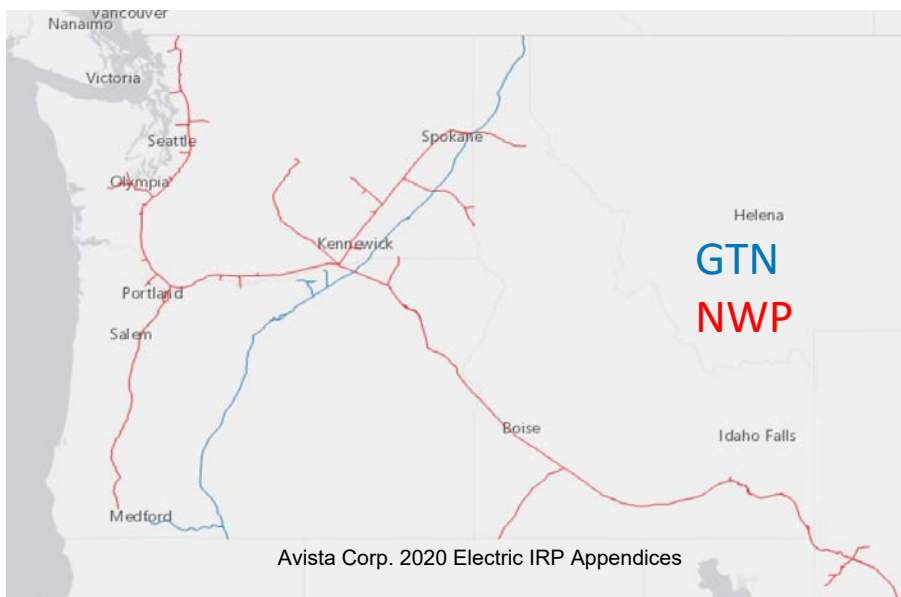 Vancouver
Nanaimo
Victoria
Seattle
Spokane
Olympia
Helena
Kennewick
GTN
Portland
NWP
Salem
Boise
Idaho Falls
Medford
Avista Corp. 2020 Electric IRP Appendices